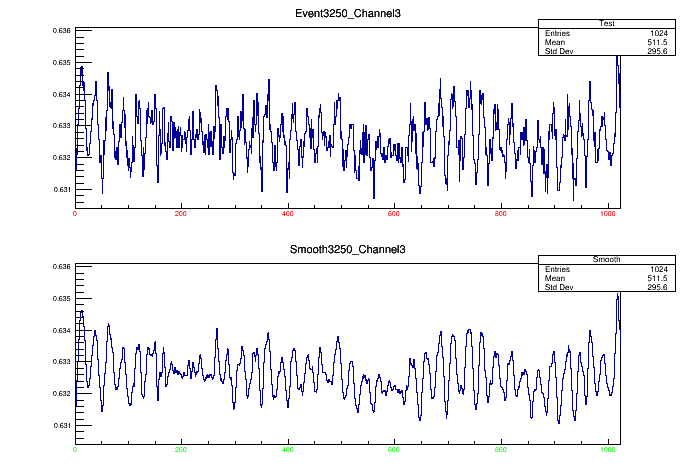 Event3250_Channel3
Test
Entries 1024
Mean 511.5
Std Dev 295.6
0.636
0.635
0.634
0.633
0.632
0.631
0 200 400 600 800 1000
Smooth3250_Channel3
Smooth
Entries 1024
Mean 511.5
Std Dev 295.6
0.636
0.635
0.634
0.633
0.632
0.631
0 200 400 600 800 1000